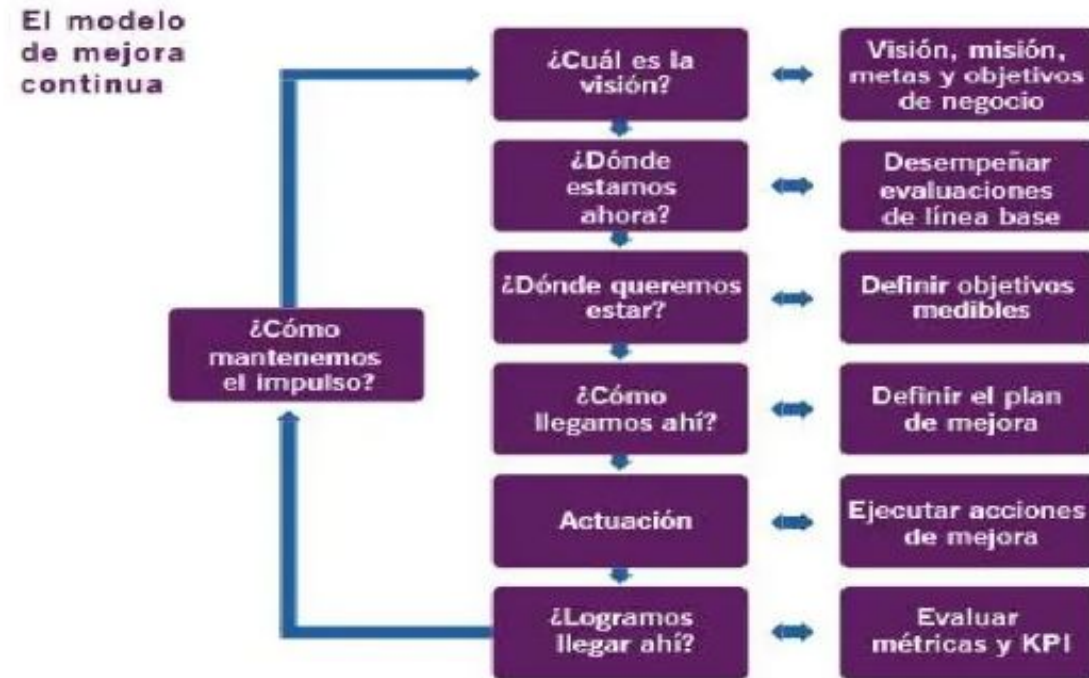 El modelo
de mejora
continua
¿Cuál es la
visión?
Visión, misión,
metas y objetivos
de negocio
¿Dónde
estamos
ahora?
Desempeñar
evaluaciones
de línea base
¿Dónde queremos
estar?
Definir objetivos
medibles
¿Cómo
mantenemos
el impulso?
¿Cómo
llegamos ahí?
Definir el plan
de mejora
Actuación
Ejecutar acciones
de mejora
¿Logramos
llegar ahí?
Evaluar
métricas y KPI